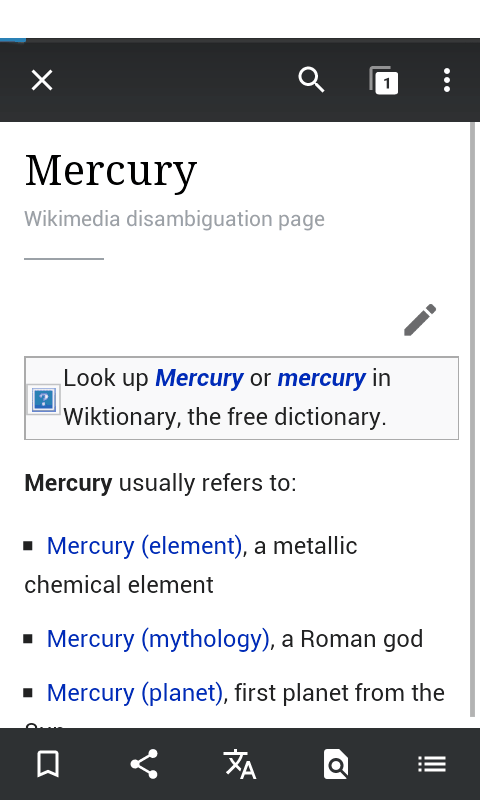 1
Mercury
Wikimedia disambiguation page
Look up Mercury or mercury in
Wiktionary, the free dictionary.
Mercury usually refers to:
▪ Mercury (element), a metallic
chemical element
▪ Mercury (mythology), a Roman god
▪ Mercury (planet), first planet from the